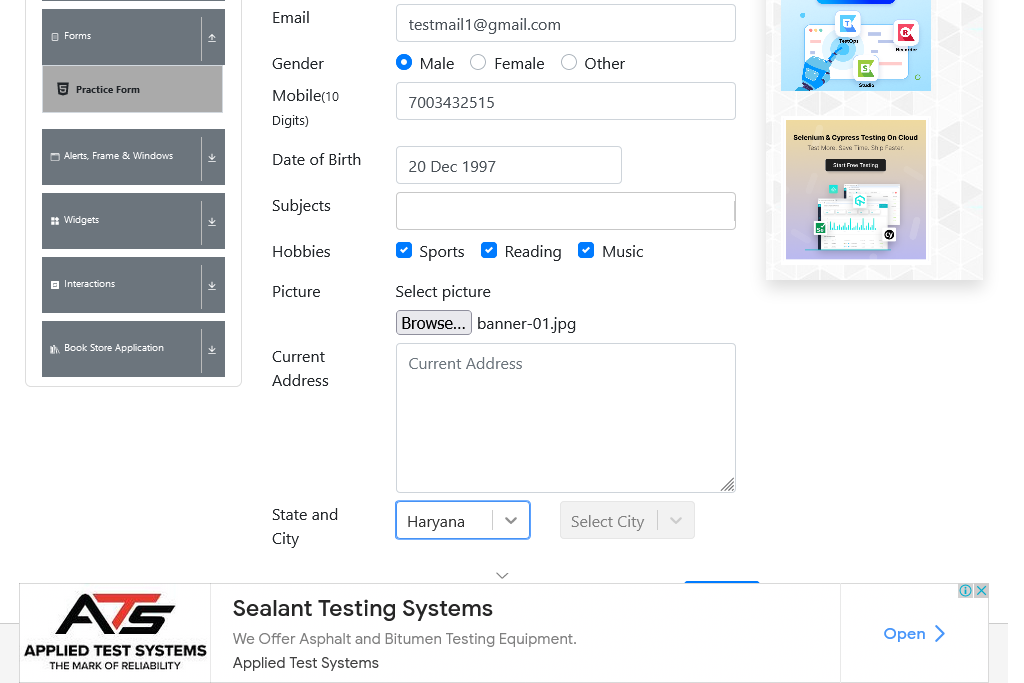 Forms
Practice Form
Alerts, Frame & Windows
Widgets
Interactions
Book Store Application
Email
testmail1@gmail.com
Gender
Male
Female
Other
Mobile(10
Digits)
7003432515
Date of Birth
20 Dec 1997
Subjects
Hobbies
Sports
Reading
Music
Picture
Select picture
Browse...
banner-01.jpg
Current
Address
Current Address
State and
City
Haryana
Select City
TestOps
Recorder
Studio
Selenium & Cypress Testing On Cloud
Test More. Save Time. Ship Faster.
Start Free Testing
cy
ATS
APPLIED TEST SYSTEMS
THE MARK OF RELIABILITY
Sealant Testing Systems
We Offer Asphalt and Bitumen Testing Equipment.
Applied Test Systems
Open